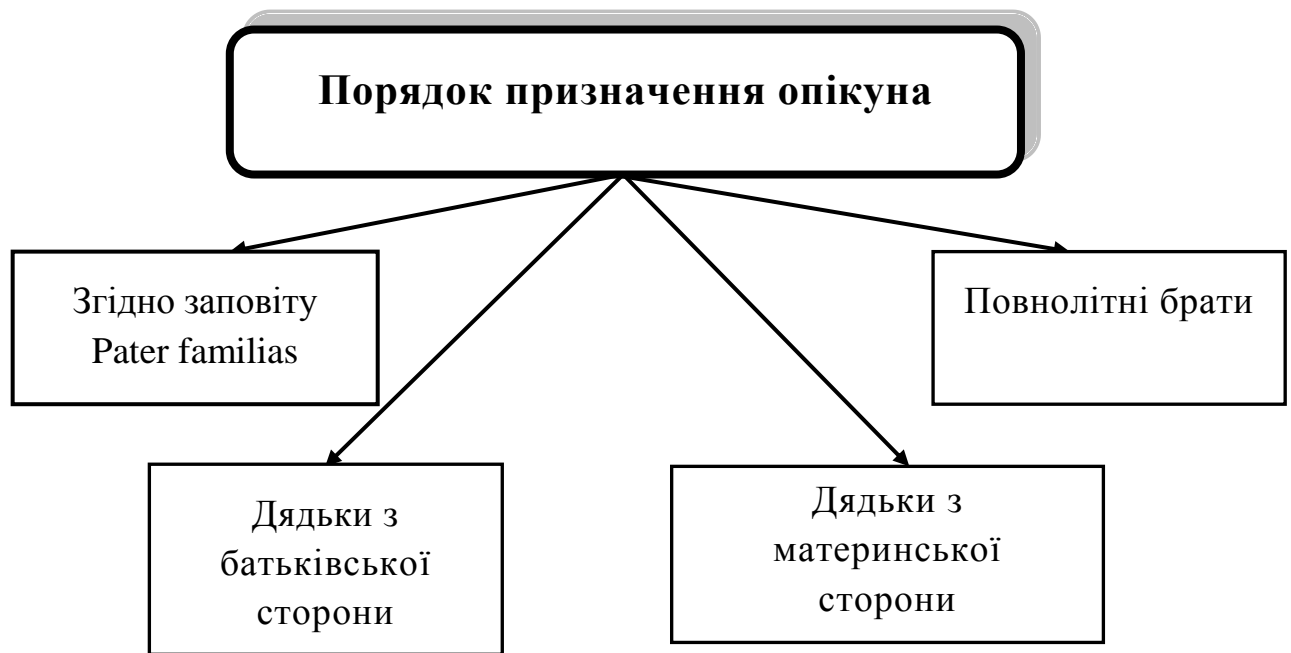 Порядок призначення опікуна
Згідно заповіту
Pater familias
Повнолітні брати
Дядьки з
батьківської
сторони
Дядьки з
материнської
сторони